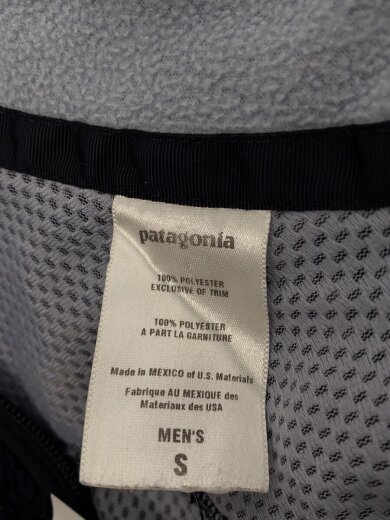 patagonia
100% POLYESTER
EXCLUSIVE OF TRIM
100% POLYESTER
A PART LA GARNITURE
Made in MEXICO of U.S. Materials
Fabrique AU MEXIQUE des
Materiaux des USA
MEN'S
S